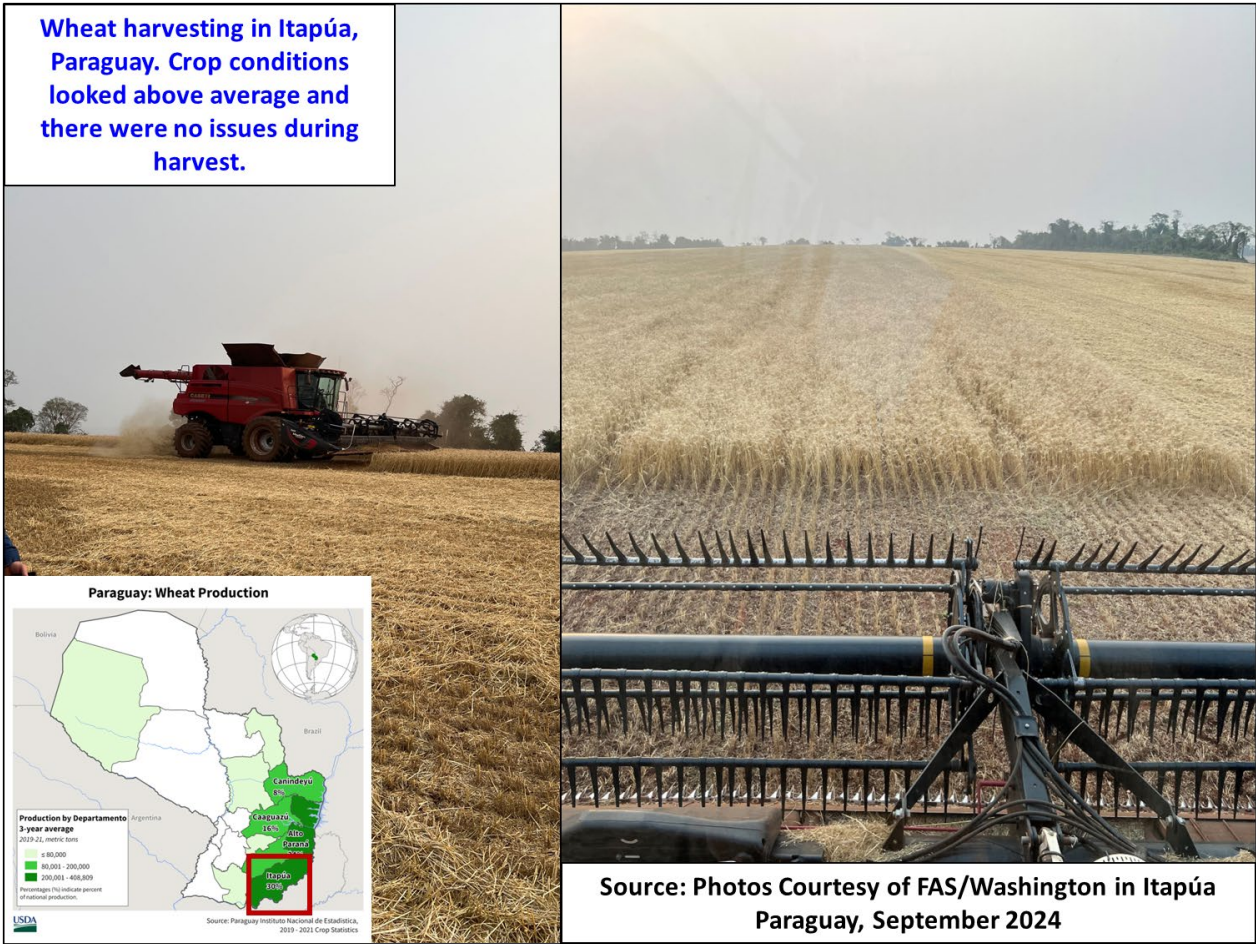 Wheat harvesting in Itapúa,
Paraguay. Crop conditions
looked above average and
there were no issues during
harvest.
Paraguay: Wheat Production
Bolivia
Brazil
Argentina
Canindeyú
8%
Caaguazú
16%
Alto
Paraná
Itapúa
30%
Production by Departamento
3-year average
2019-21, metric tons
≤ 80,000
80,001 - 200,000
200,001 - 408,809
Percentages (%) indicate percent
of national production.
USDA
Source: Paraguay Instituto Nacional de Estadistica,
2019 - 2021 Crop Statistics
Source: Photos Courtesy of FAS/Washington in Itapúa
Paraguay, September 2024